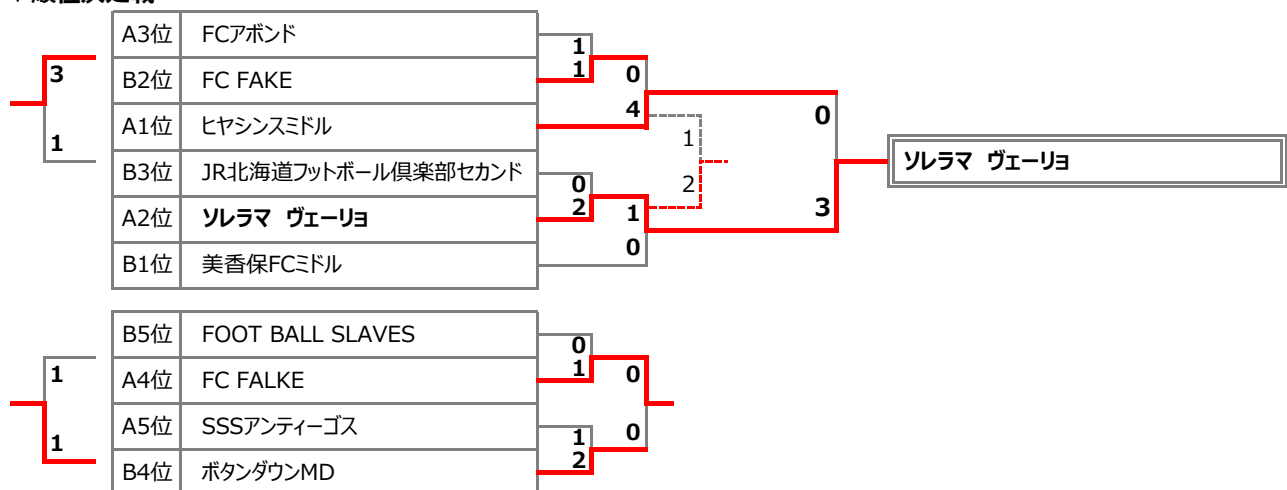 A3位 FCアボンド
1
3
B2位 FC FAKE
1
0
A1位 ヒヤシンスミドル
4
0
1
1
B3位 JR北海道フットボール倶楽部セカンド
0
ソレラマ ヴェーリョ
2
A2位 ソレラマ ヴェーリョ
2
1
3
B1位 美香保FCミドル
0
B5位 FOOT BALL SLAVES
0
1
A4位 FC FALKE
1
0
A5位 SSSアンティーゴス
1
0
1
B4位 ボタンダウンMD
2